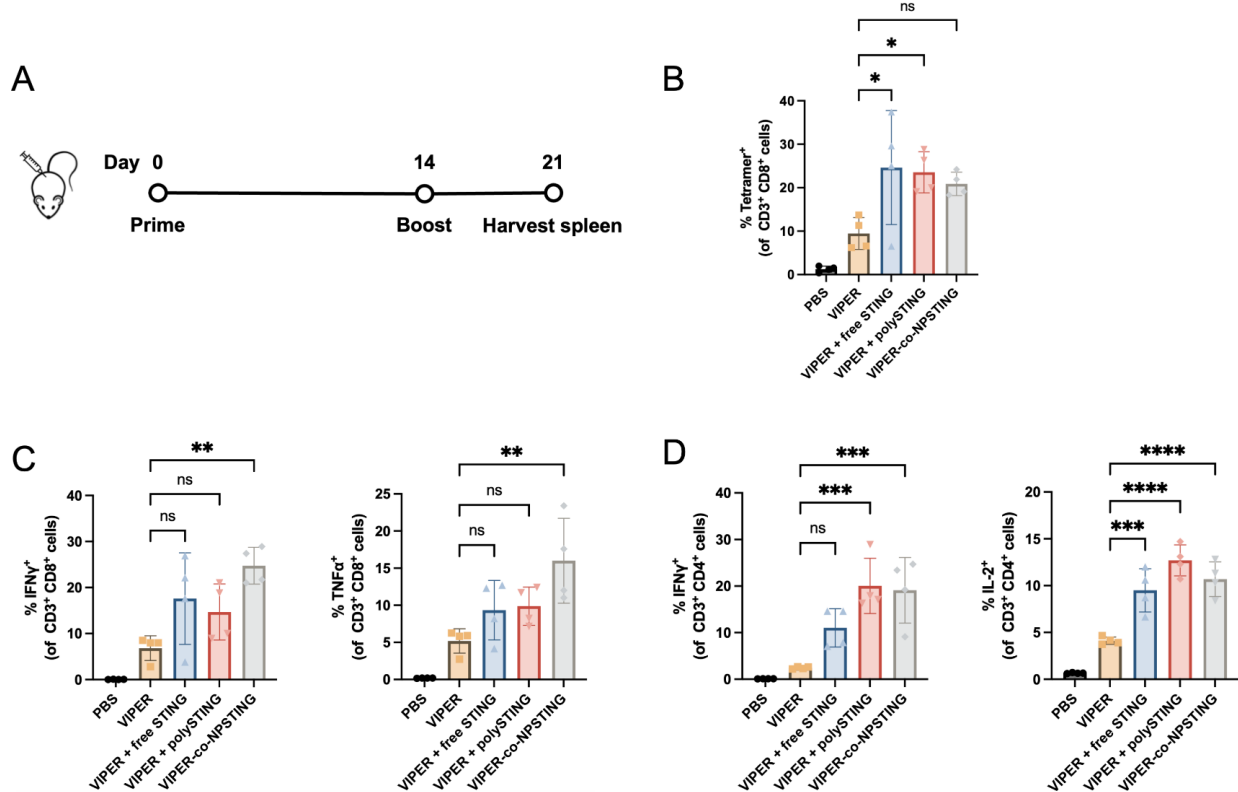 A
Day 0 14 21
Prime Boost Harvest spleen
B
ns
*
*
% Tetramer⁺
(of CD3⁺ CD8⁺ cells)
40
30
20
10
0
PBS
VIPER
VIPER + free STING
VIPER + polySTING
VIPER-co-NPSTING
C
**
ns
ns
% IFNγ⁺
(of CD3⁺ CD8⁺ cells)
40
30
20
10
0
PBS
VIPER
VIPER + free STING
VIPER + polySTING
VIPER-co-NPSTING
**
ns
ns
% TNFα⁺
(of CD3⁺ CD8⁺ cells)
25
20
15
10
5
0
PBS
VIPER
VIPER + free STING
VIPER + polySTING
VIPER-co-NPSTING
D
***
***
ns
% IFNγ⁺
(of CD3⁺ CD4⁺ cells)
40
30
20
10
0
PBS
VIPER
VIPER + free STING
VIPER + polySTING
VIPER-co-NPSTING
****
****
***
% IL-2⁺
(of CD3⁺ CD4⁺ cells)
20
15
10
5
0
PBS
VIPER
VIPER + free STING
VIPER + polySTING
VIPER-co-NPSTING